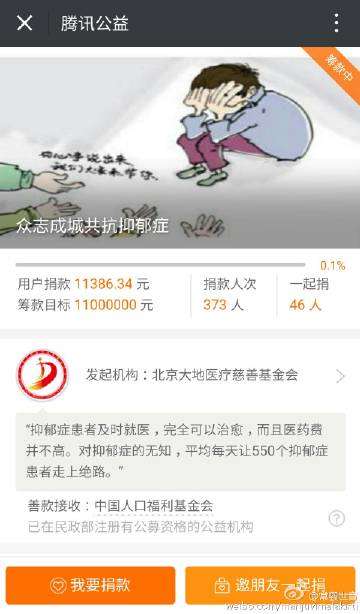 腾讯公益
筹款中
把心事说出来
我们大家来帮你
众志成城共抗抑郁症
0.1%
用户捐款 11386.34 元
筹款目标 11000000 元
捐款人次
373 人
一起捐
46 人
发起机构：北京大地医疗慈善基金会
“抑郁症患者及时就医，完全可以治愈，而且医药费
并不高。对抑郁症的无知，平均每天让550个抑郁症
患者走上绝路。”
善款接收：中国人口福利基金会
已在民政部注册有公募资格的公益机构
我要捐款
邀朋友一起捐